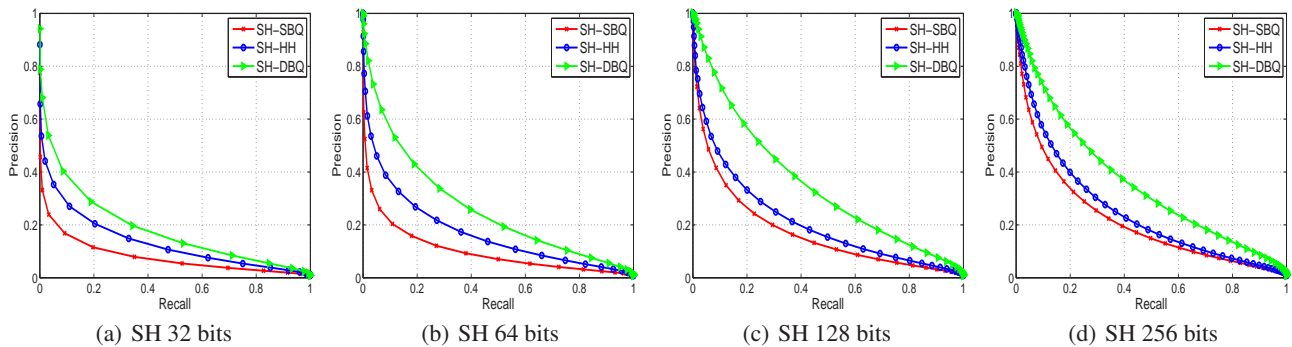 1
0.8
0.6
0.4
0.2
0
0 0.2 0.4 0.6 0.8 1
Precision
Recall
SH-SBQ
SH-HH
SH-DBQ
(a) SH 32 bits
1
0.8
0.6
0.4
0.2
0
0 0.2 0.4 0.6 0.8 1
Precision
Recall
SH-SBQ
SH-HH
SH-DBQ
(b) SH 64 bits
1
0.8
0.6
0.4
0.2
0
0 0.2 0.4 0.6 0.8 1
Precision
Recall
SH-SBQ
SH-HH
SH-DBQ
(c) SH 128 bits
1
0.8
0.6
0.4
0.2
0
0 0.2 0.4 0.6 0.8 1
Precision
Recall
SH-SBQ
SH-HH
SH-DBQ
(d) SH 256 bits